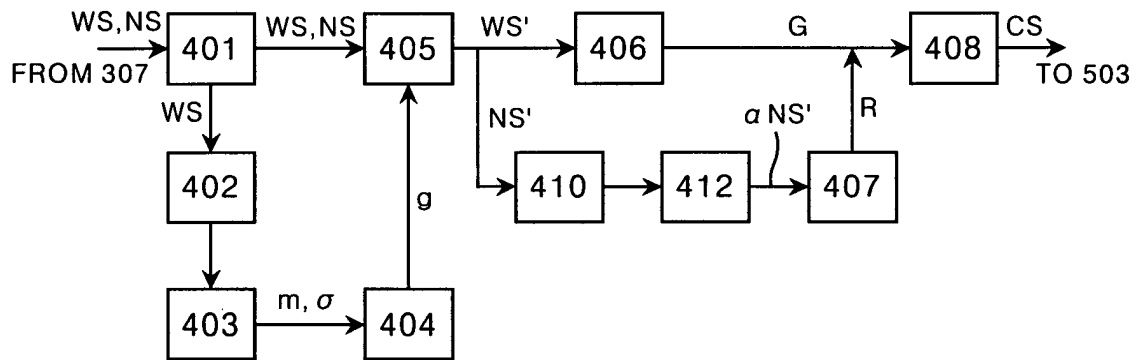 WS,NS
FROM 307
401
WS,NS
405
WS'
406
G
408
CS
TO 503
WS
NS'
α NS'
R
402
g
410
412
407
403
m, σ
404